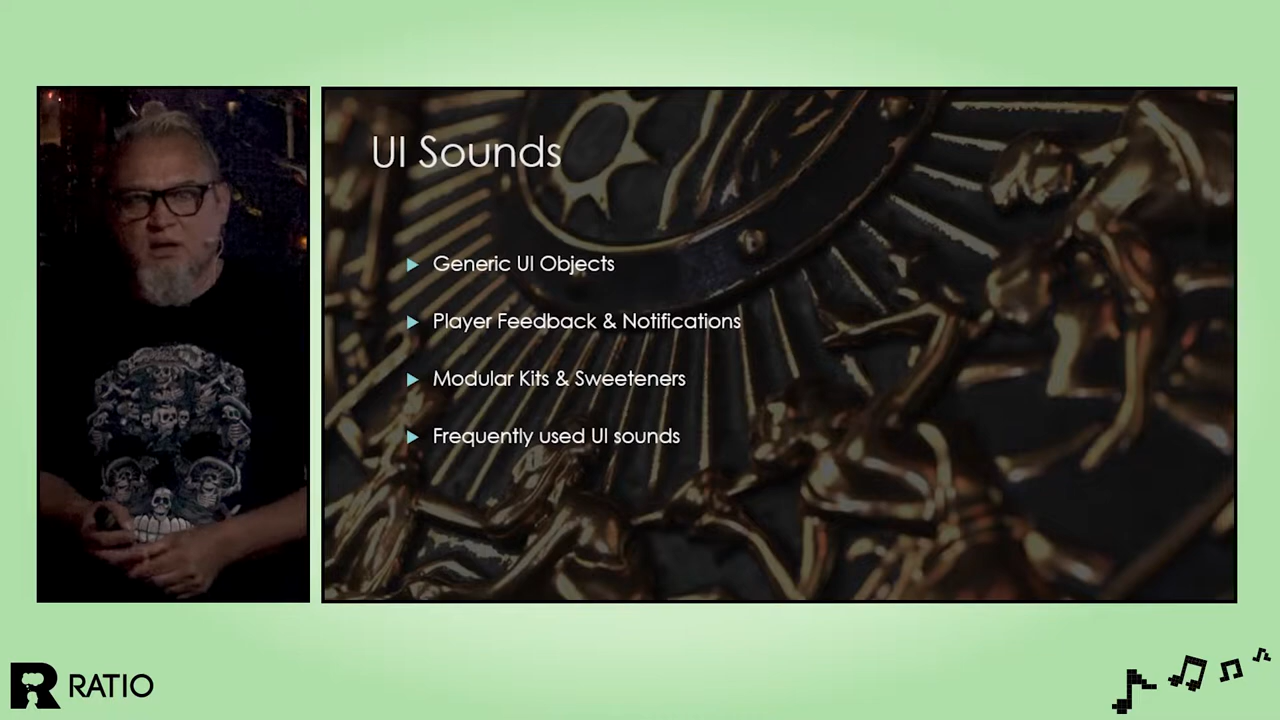 UI Sounds
Generic UI Objects
Player Feedback & Notifications
Modular Kits & Sweeteners
Frequently used UI sounds
R RATIO